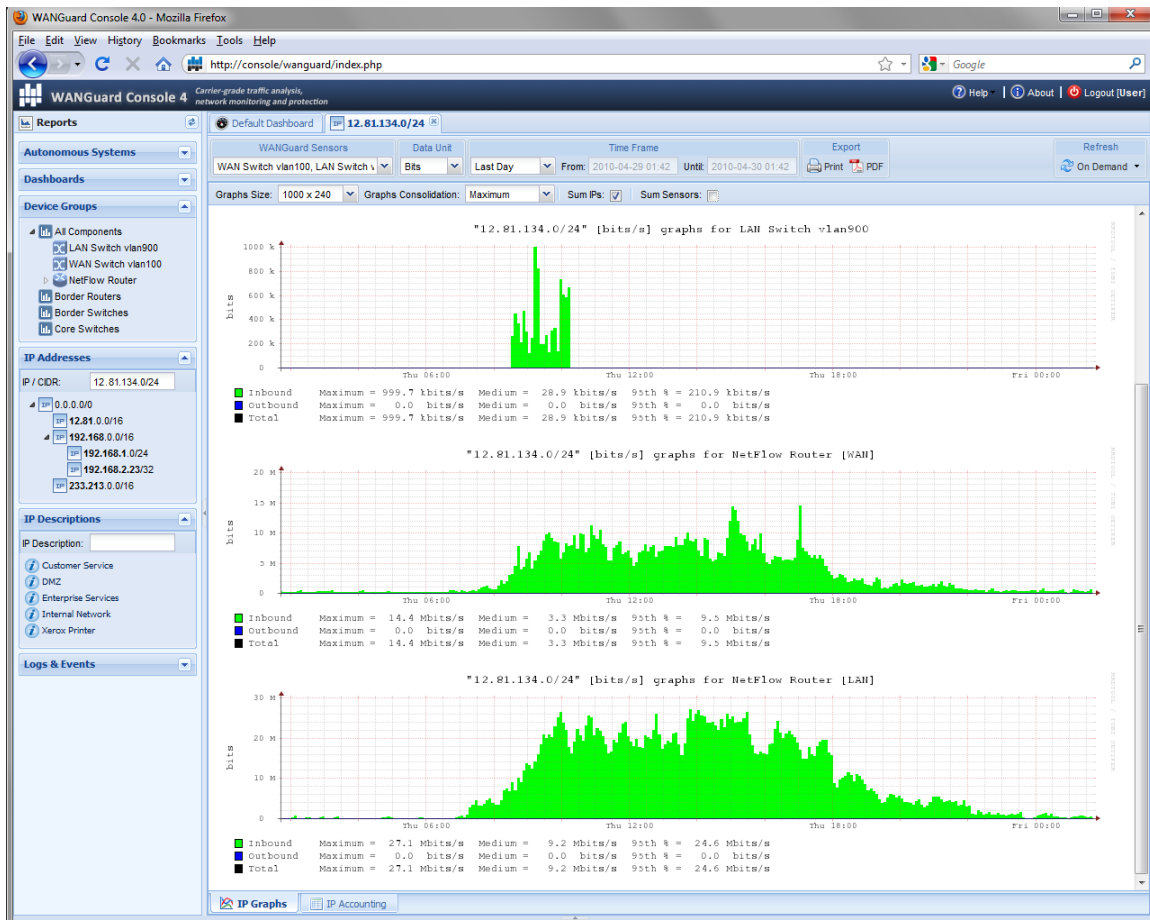 WANGuard Console 4.0 - Mozilla Firefox
File Edit View History Bookmarks Tools Help
http://console/wanguard/index.php
Google
WANGuard Console 4
Carrier-grade traffic analysis,
network monitoring and protection
Help | About | Logout [User]
Reports
Autonomous Systems
Dashboards
Device Groups
All Components
LAN Switch vlan900
WAN Switch vlan100
NetFlow Router
Border Routers
Border Switches
Core Switches
IP Addresses
IP / CIDR: 12.81.134.0/24
IP 0.0.0.0/0
IP 12.81.0.0/16
IP 192.168.0.0/16
IP 192.168.1.0/24
IP 192.168.2.23/32
IP 233.213.0.0/16
IP Descriptions
IP Description:
Customer Service
DMZ
Enterprise Services
Internal Network
Xerox Printer
Logs & Events
Default Dashboard IP 12.81.134.0/24
WANGuard Sensors Data Unit Time Frame Export Refresh
WAN Switch vlan100, LAN Switch v Bits Last Day From: 2010-04-29 01:42 Until: 2010-04-30 01:42 Print PDF On Demand
Graphs Size: 1000 x 240 Graphs Consolidation: Maximum Sum IPs: Sum Sensors:
"12.81.134.0/24" [bits/s] graphs for LAN Switch vlan900
1000 k
800 k
600 k
400 k
200 k
0
bits
Thu 06:00 Thu 12:00 Thu 18:00 Fri 00:00
Inbound Maximum = 999.7 kbits/s Medium = 28.9 kbits/s 95th % = 210.9 kbits/s
Outbound Maximum = 0.0 bits/s Medium = 0.0 bits/s 95th % = 0.0 bits/s
Total Maximum = 999.7 kbits/s Medium = 28.9 kbits/s 95th % = 210.9 kbits/s
RRDTOOL / TOBI OETIKER
"12.81.134.0/24" [bits/s] graphs for NetFlow Router [WAN]
20 M
15 M
10 M
5 M
0
bits
Thu 06:00 Thu 12:00 Thu 18:00 Fri 00:00
Inbound Maximum = 14.4 Mbits/s Medium = 3.3 Mbits/s 95th % = 9.5 Mbits/s
Outbound Maximum = 0.0 bits/s Medium = 0.0 bits/s 95th % = 0.0 bits/s
Total Maximum = 14.4 Mbits/s Medium = 3.3 Mbits/s 95th % = 9.5 Mbits/s
RRDTOOL / TOBI OETIKER
"12.81.134.0/24" [bits/s] graphs for NetFlow Router [LAN]
30 M
20 M
10 M
0
bits
Thu 06:00 Thu 12:00 Thu 18:00 Fri 00:00
Inbound Maximum = 27.1 Mbits/s Medium = 9.2 Mbits/s 95th % = 24.6 Mbits/s
Outbound Maximum = 0.0 bits/s Medium = 0.0 bits/s 95th % = 0.0 bits/s
Total Maximum = 27.1 Mbits/s Medium = 9.2 Mbits/s 95th % = 24.6 Mbits/s
RRDTOOL / TOBI OETIKER
IP Graphs IP Accounting